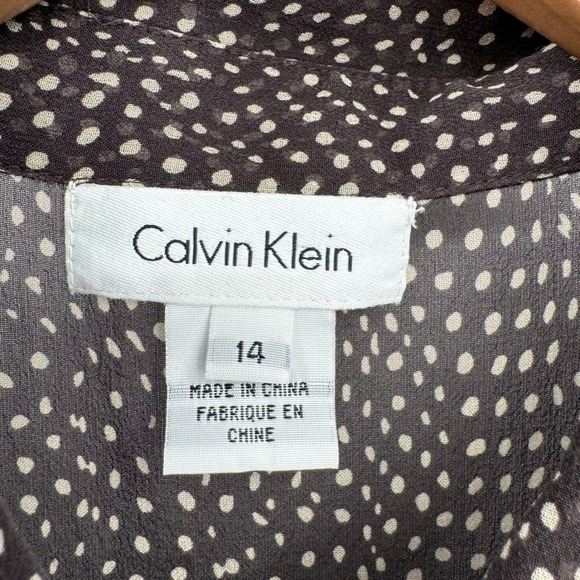 Calvin Klein
14
MADE IN CHINA
FABRIQUE EN
CHINE